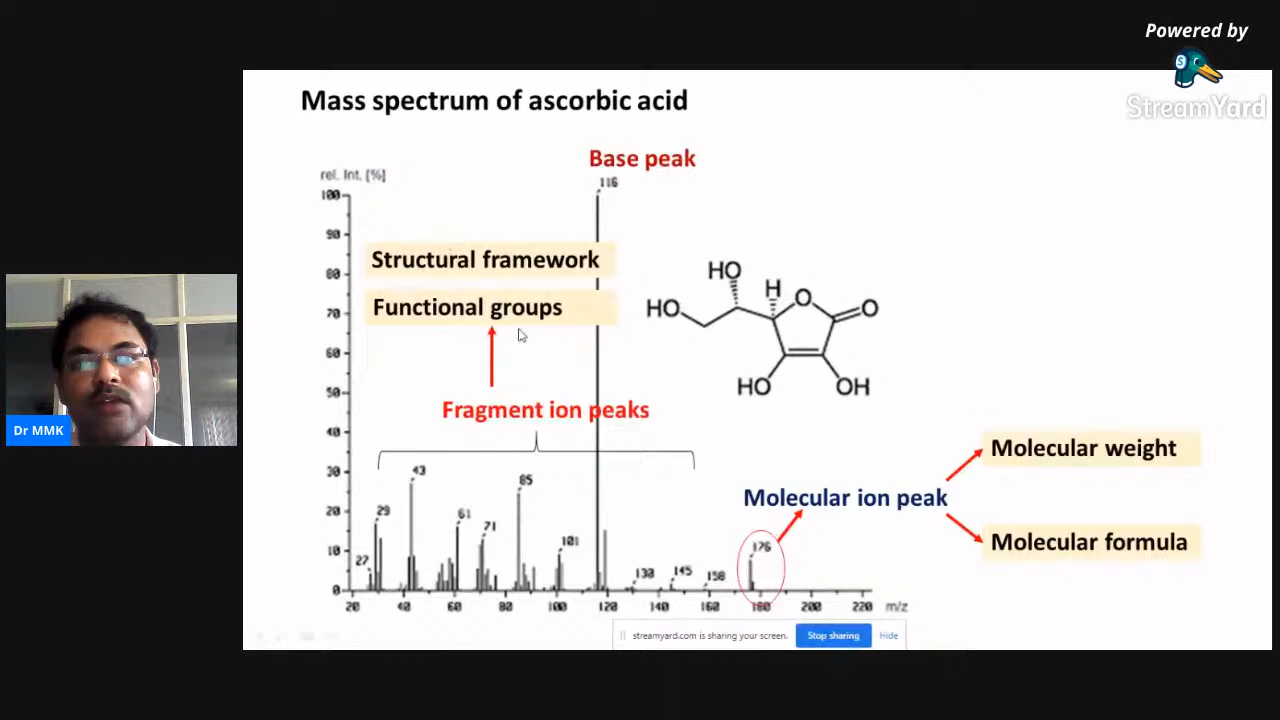 Powered by
StreamYard
Mass spectrum of ascorbic acid
Base peak
rel. Int. [%]
116
100
90
80
70
60
50
40
30
20
10
0
Structural framework
Functional groups
Fragment ion peaks
27
29
43
61
71
85
101
130
145
158
176
20 40 60 80 100 120 140 160 180 200 220 m/z
HO
H
O
HO
O
HO
OH
Molecular weight
Molecular ion peak
Molecular formula
Dr MMK
streamyard.com is sharing your screen.
Stop sharing
Hide